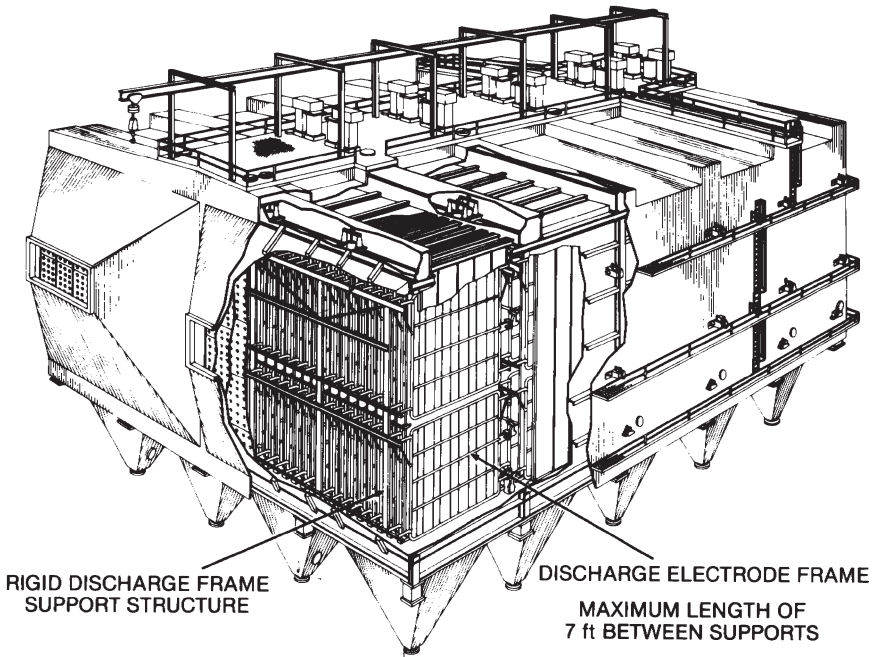 RIGID DISCHARGE FRAME
SUPPORT STRUCTURE
DISCHARGE ELECTRODE FRAME
MAXIMUM LENGTH OF
7 ft BETWEEN SUPPORTS